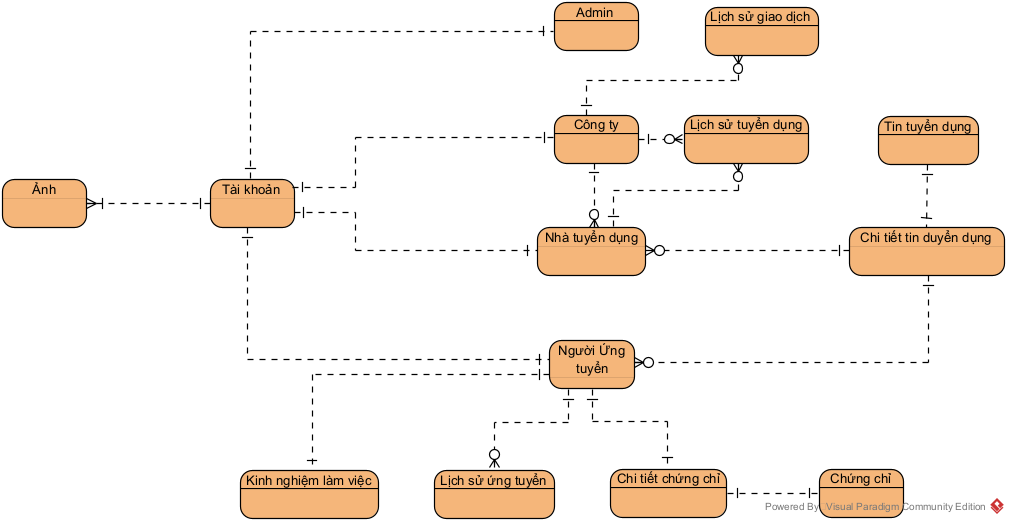 Admin
Lịch sử giao dịch
Công ty
Lịch sử tuyển dụng
Tin tuyển dụng
Ảnh
Tài khoản
Nhà tuyển dụng
Chi tiết tin duyển dụng
Người Ứng
tuyển
Kinh nghiệm làm việc
Lịch sử ứng tuyển
Chi tiết chứng chỉ
Chứng chỉ
Powered By Visual Paradigm Community Edition